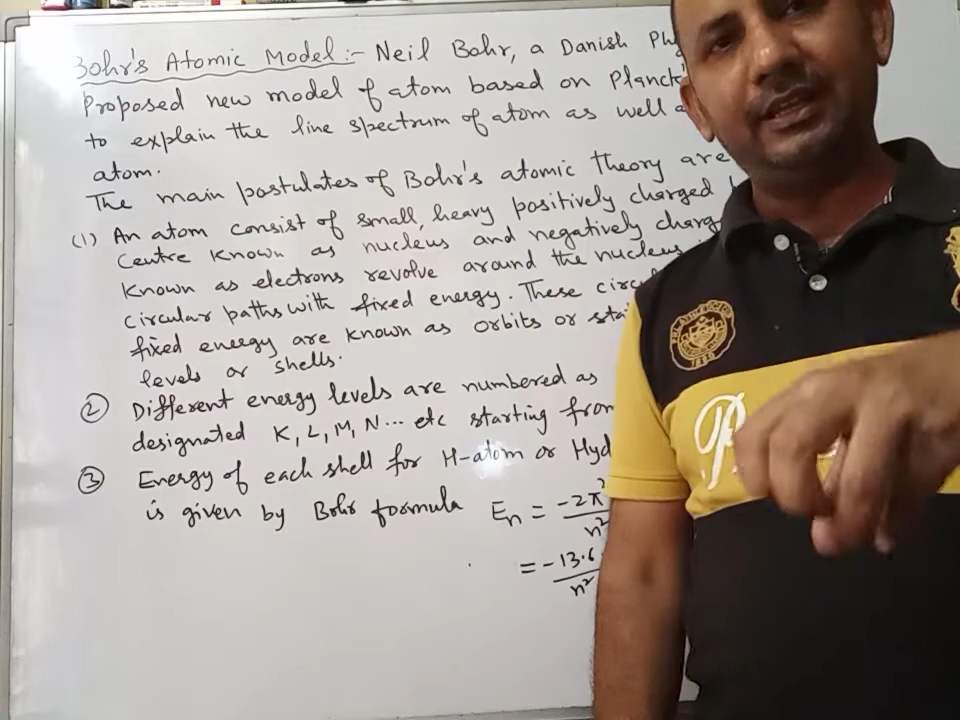 Bohr's Atomic Model:- Neil Bohr, a Danish
Proposed new model of atom based on Planck
to explain the line spectrum of atom as well
atom.
The main postulates of Bohr's atomic theory are
(1) An atom consist of small, heavy positively charged
Centre known as nucleus and negatively
known as electrons revolve around the nucleus
circular paths with fixed energy. These
fixed energy are known as orbits or
levels or shells.
② Different energy levels are numbered as
designated K, L, M, N... etc starting from
③ Energy of each shell for H-atom or
is given by Bohr formula En = -2π²
n²
= -13.6
n²
1880